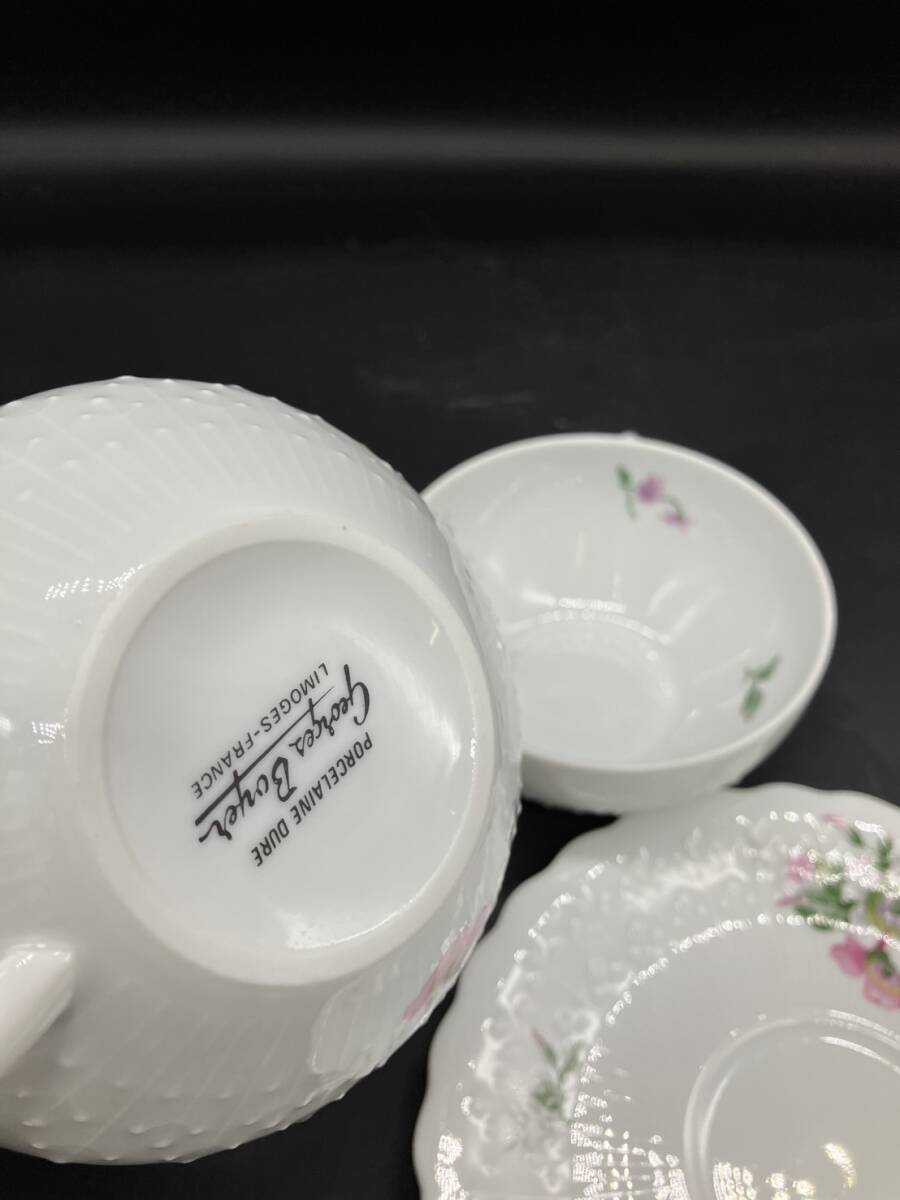 PORCELAINE DURE
Georges Boyer
LIMOGES-FRANCE